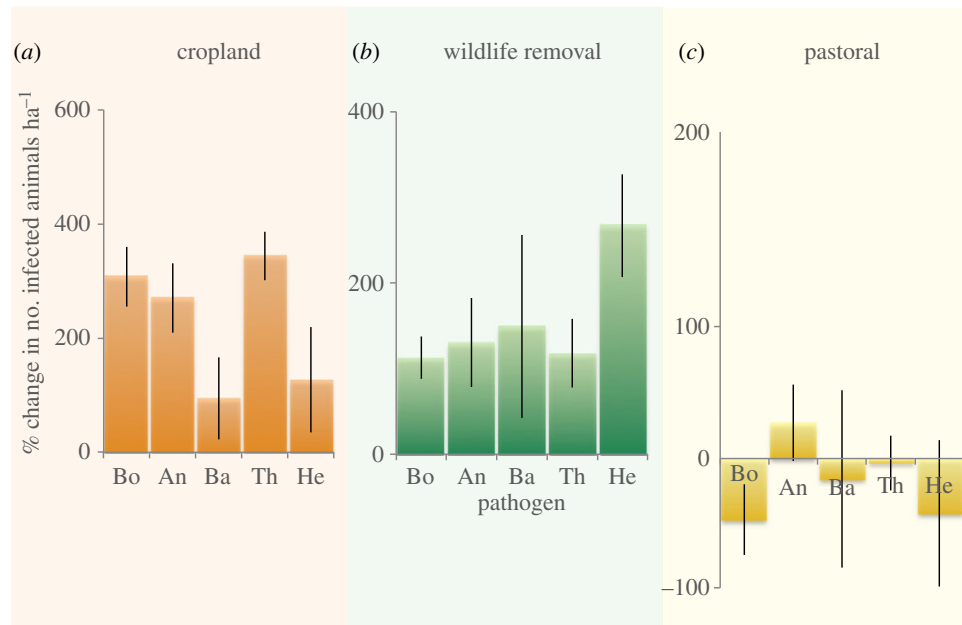 (a) cropland
(b) wildlife removal
(c) pastoral
% change in no. infected animals ha⁻¹
600
400
200
0
Bo An Ba Th He
400
200
0
Bo An Ba Th He
pathogen
200
100
0
–100
Bo An Ba Th He